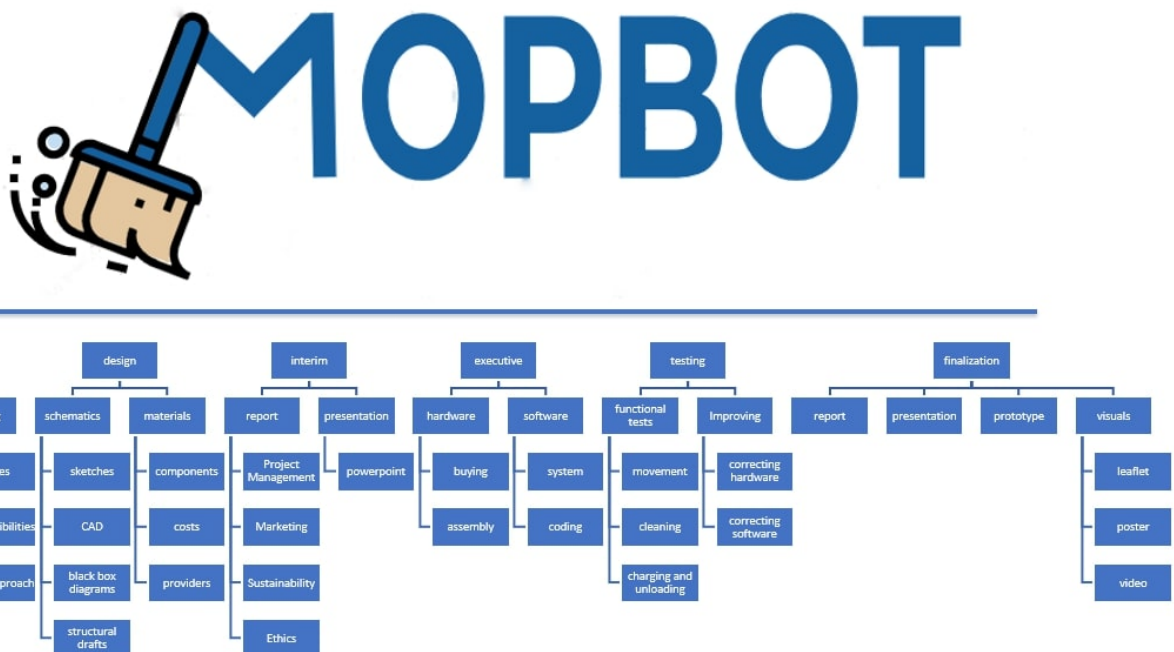 MOPBOT
design
interim
executive
testing
finalization
schematics
materials
report
presentation
hardware
software
functional
tests
Improving
report
presentation
prototype
visuals
sketches
components
Project
Management
powerpoint
buying
system
movement
correcting
hardware
leaflet
CAD
costs
Marketing
assembly
coding
cleaning
correcting
software
poster
black box
diagrams
providers
Sustainability
charging and
unloading
video
structural
drafts
Ethics